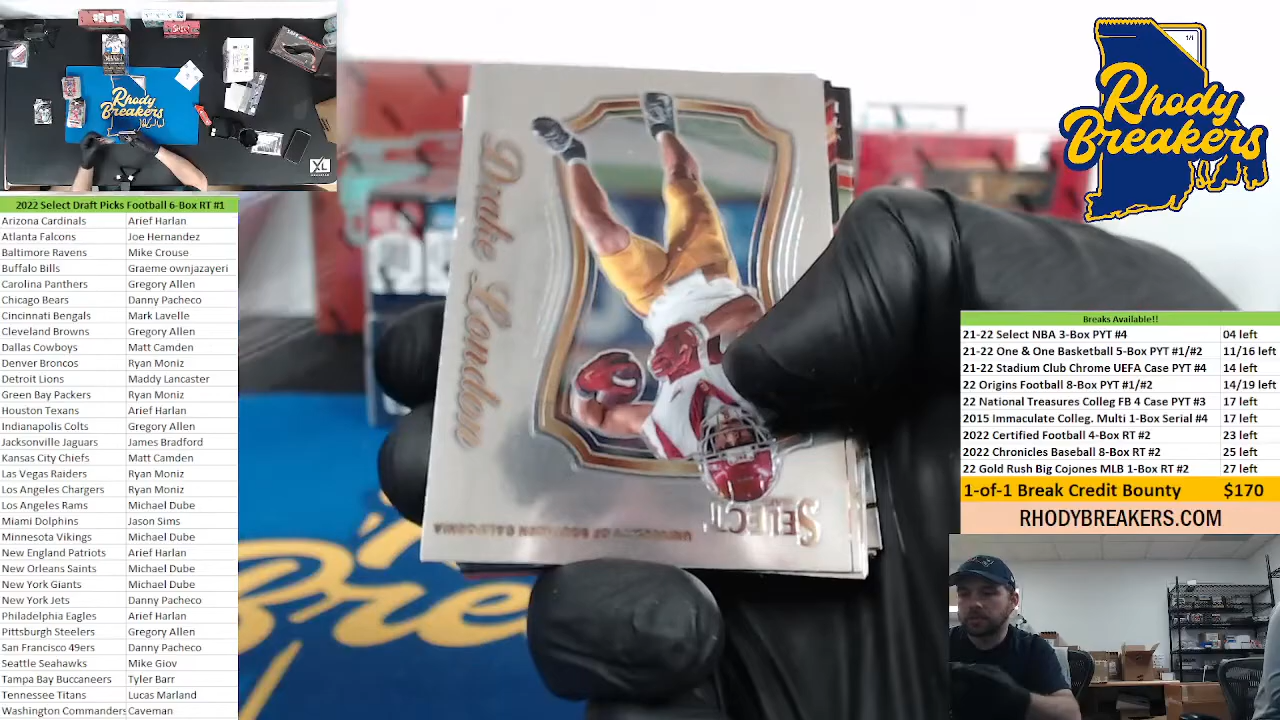 2022 Select Draft Picks Football 6-Box RT #1
Arizona Cardinals Arief Harlan
Atlanta Falcons Joe Hernandez
Baltimore Ravens Mike Crouse
Buffalo Bills Graeme ownjazayeri
Carolina Panthers Gregory Allen
Chicago Bears Danny Pacheco
Cincinnati Bengals Mark Lavelle
Cleveland Browns Gregory Allen
Dallas Cowboys Matt Camden
Denver Broncos Ryan Moniz
Detroit Lions Maddy Lancaster
Green Bay Packers Ryan Moniz
Houston Texans Arief Harlan
Indianapolis Colts Gregory Allen
Jacksonville Jaguars James Bradford
Kansas City Chiefs Matt Camden
Las Vegas Raiders Ryan Moniz
Los Angeles Chargers Ryan Moniz
Los Angeles Rams Michael Dube
Miami Dolphins Jason Sims
Minnesota Vikings Michael Dube
New England Patriots Arief Harlan
New Orleans Saints Michael Dube
New York Giants Michael Dube
New York Jets Danny Pacheco
Philadelphia Eagles Arief Harlan
Pittsburgh Steelers Gregory Allen
San Francisco 49ers Danny Pacheco
Seattle Seahawks Mike Giov
Tampa Bay Buccaneers Tyler Barr
Tennessee Titans Lucas Marland
Washington Commanders Caveman
Rhody
Breakers
XL
Drake London
SELECT
UNIVERSITY OF SOUTHERN CALIFORNIA
1/1
Rhody
Breakers
Breaks Available!!
21-22 Select NBA 3-Box PYT #4 04 left
21-22 One & One Basketball 5-Box PYT #1/#2 11/16 left
21-22 Stadium Club Chrome UEFA Case PYT #4 14 left
22 Origins Football 8-Box PYT #1/#2 14/19 left
22 National Treasures Colleg FB 4 Case PYT #3 17 left
2015 Immaculate Colleg. Multi 1-Box Serial #4 17 left
2022 Certified Football 4-Box RT #2 23 left
2022 Chronicles Baseball 8-Box RT #2 25 left
22 Gold Rush Big Cojones MLB 1-Box RT #2 27 left
1-of-1 Break Credit Bounty $170
RHODYBREAKERS.COM